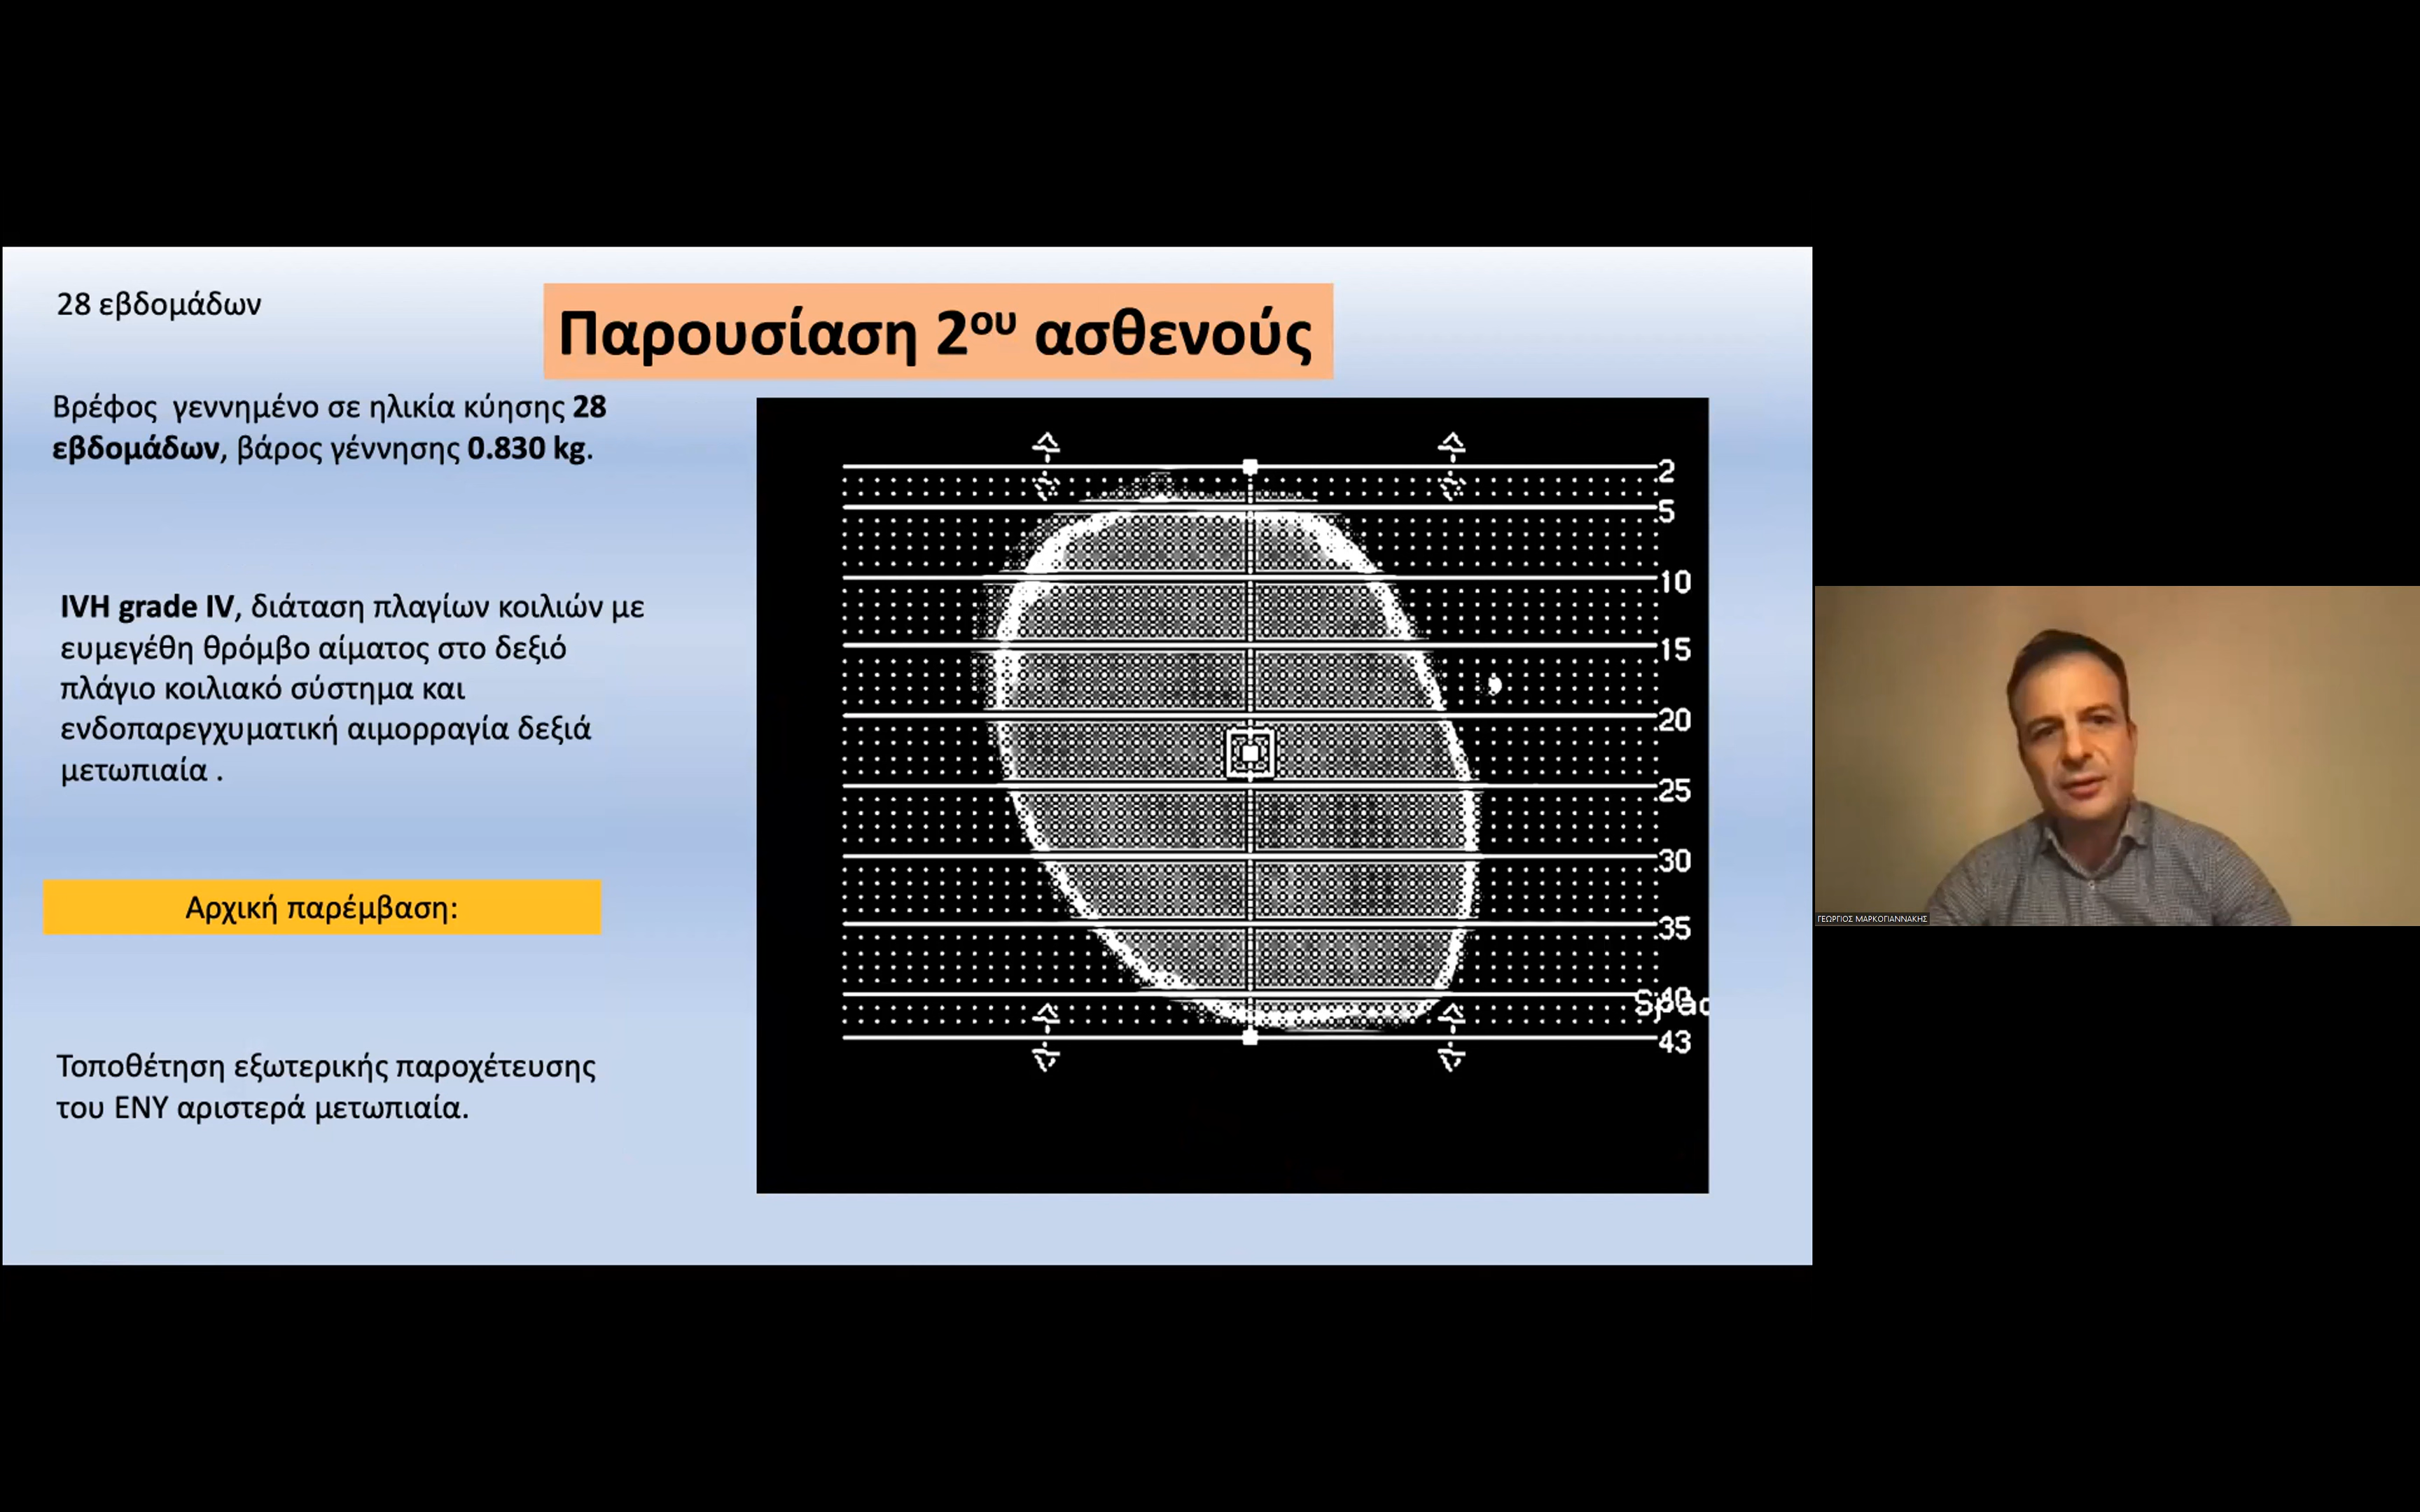 28 εβδομάδων
Παρουσίαση 2ου ασθενούς
Βρέφος γεννημένο σε ηλικία κύησης 28
εβδομάδων, βάρος γέννησης 0.830 kg.
IVH grade IV, διάταση πλαγίων κοιλιών με
ευμεγέθη θρόμβο αίματος στο δεξιό
πλάγιο κοιλιακό σύστημα και
ενδοπαρεγχυματική αιμορραγία δεξιά
μετωπιαία .
Αρχική παρέμβαση:
Τοποθέτηση εξωτερικής παροχέτευσης
του ΕΝΥ αριστερά μετωπιαία.
2
5
10
15
20
25
30
35
40
43
ΓΕΩΡΓΙΟΣ ΜΑΡΚΟΓΙΑΝΝΑΚΗΣ